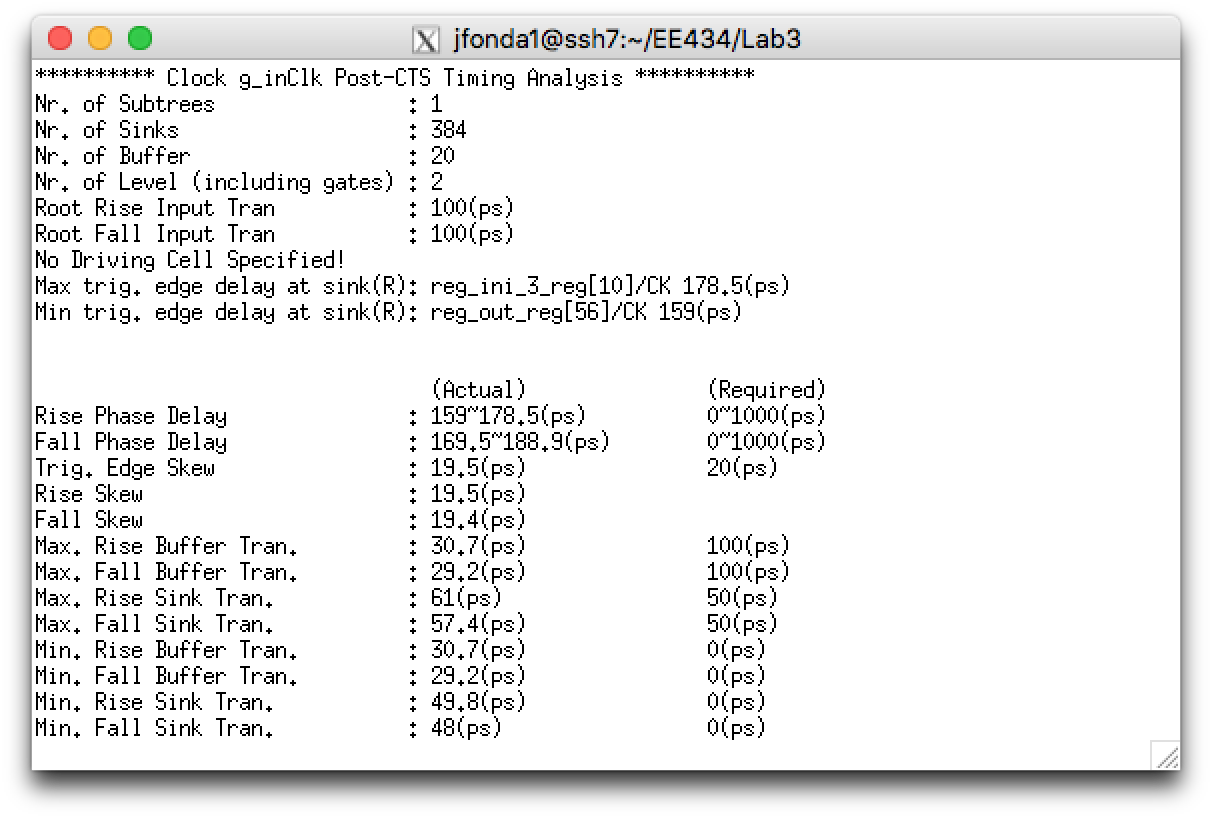 jfonda1@ssh7:~/EE434/Lab3
********** Clock g_inClk Post-CTS Timing Analysis **********
Nr. of Subtrees : 1
Nr. of Sinks : 384
Nr. of Buffer : 20
Nr. of Level (including gates) : 2
Root Rise Input Tran : 100(ps)
Root Fall Input Tran : 100(ps)
No Driving Cell Specified!
Max trig. edge delay at sink(R): reg_ini_3_reg[10]/CK 178.5(ps)
Min trig. edge delay at sink(R): reg_out_reg[56]/CK 159(ps)
(Actual) (Required)
Rise Phase Delay : 159~178.5(ps) 0~1000(ps)
Fall Phase Delay : 169.5~188.9(ps) 0~1000(ps)
Trig. Edge Skew : 19.5(ps) 20(ps)
Rise Skew : 19.5(ps)
Fall Skew : 19.4(ps)
Max. Rise Buffer Tran. : 30.7(ps) 100(ps)
Max. Fall Buffer Tran. : 29.2(ps) 100(ps)
Max. Rise Sink Tran. : 61(ps) 50(ps)
Max. Fall Sink Tran. : 57.4(ps) 50(ps)
Min. Rise Buffer Tran. : 30.7(ps) 0(ps)
Min. Fall Buffer Tran. : 29.2(ps) 0(ps)
Min. Rise Sink Tran. : 49.8(ps) 0(ps)
Min. Fall Sink Tran. : 48(ps) 0(ps)